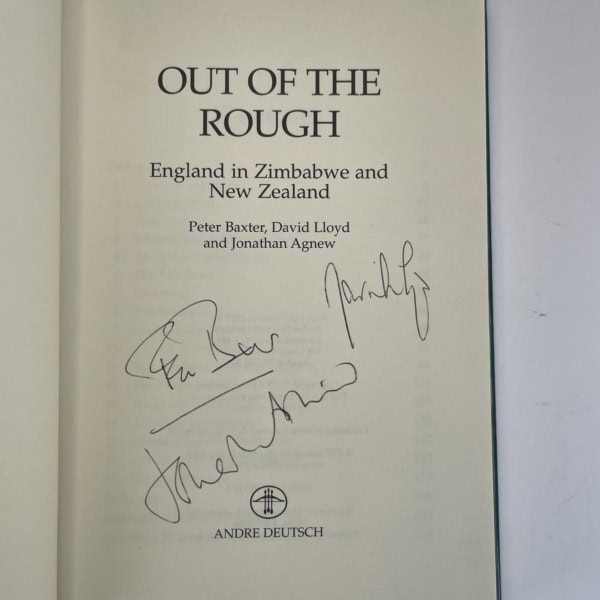 OUT OF THE
ROUGH
England in Zimbabwe and
New Zealand
Peter Baxter, David Lloyd
and Jonathan Agnew
ANDRE DEUTSCH